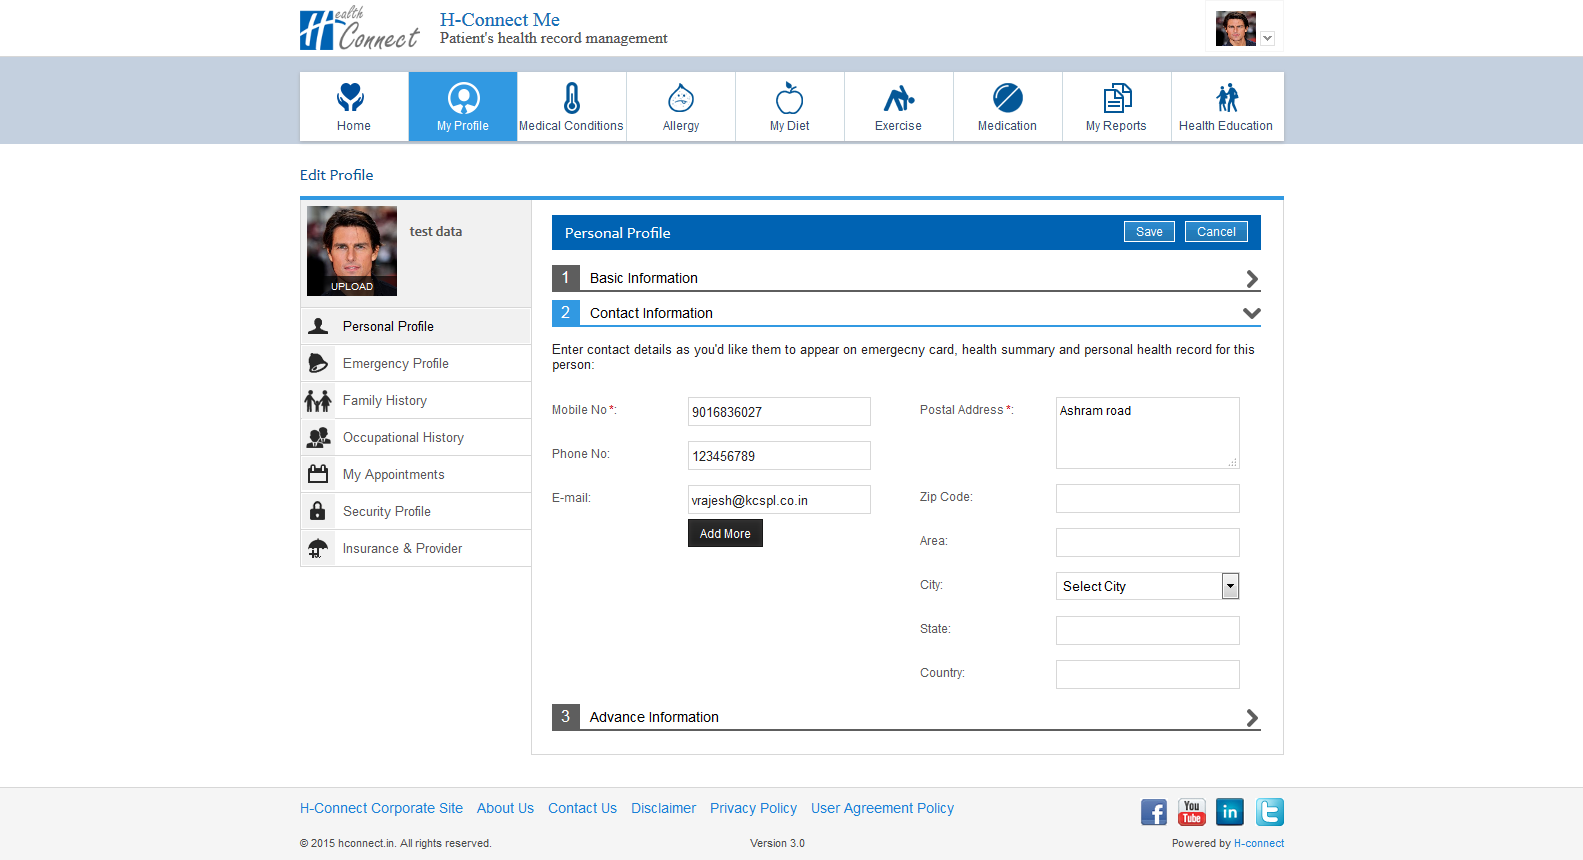 Health Connect
H-Connect Me
Patient's health record management
Home
My Profile
Medical Conditions
Allergy
My Diet
Exercise
Medication
My Reports
Health Education
Edit Profile
test data
UPLOAD
Personal Profile
Emergency Profile
Family History
Occupational History
My Appointments
Security Profile
Insurance & Provider
Personal Profile
Save
Cancel
1 Basic Information
2 Contact Information
Enter contact details as you'd like them to appear on emergecny card, health summary and personal health record for this
person:
Mobile No *: 9016836027
Phone No: 123456789
E-mail: vrajesh@kcspl.co.in
Add More
Postal Address *: Ashram road
Zip Code:
Area:
City: Select City
State:
Country:
3 Advance Information
H-Connect Corporate Site About Us Contact Us Disclaimer Privacy Policy User Agreement Policy
f You Tube in t
© 2015 hconnect.in. All rights reserved. Version 3.0 Powered by H-connect